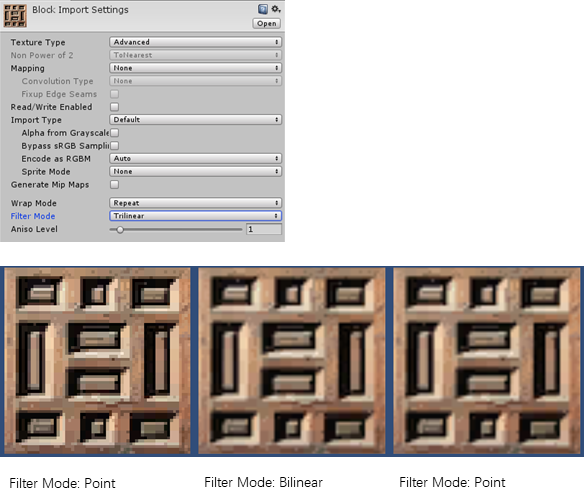 Block Import Settings
Open
Texture Type Advanced
Non Power of 2 ToNearest
Mapping None
Convolution Type None
Fixup Edge Seams
Read/Write Enabled
Import Type Default
Alpha from Grayscale
Bypass sRGB Samplin
Encode as RGBM Auto
Sprite Mode None
Generate Mip Maps
Wrap Mode Repeat
Filter Mode Trilinear
Aniso Level 1
Filter Mode: Point Filter Mode: Bilinear Filter Mode: Point